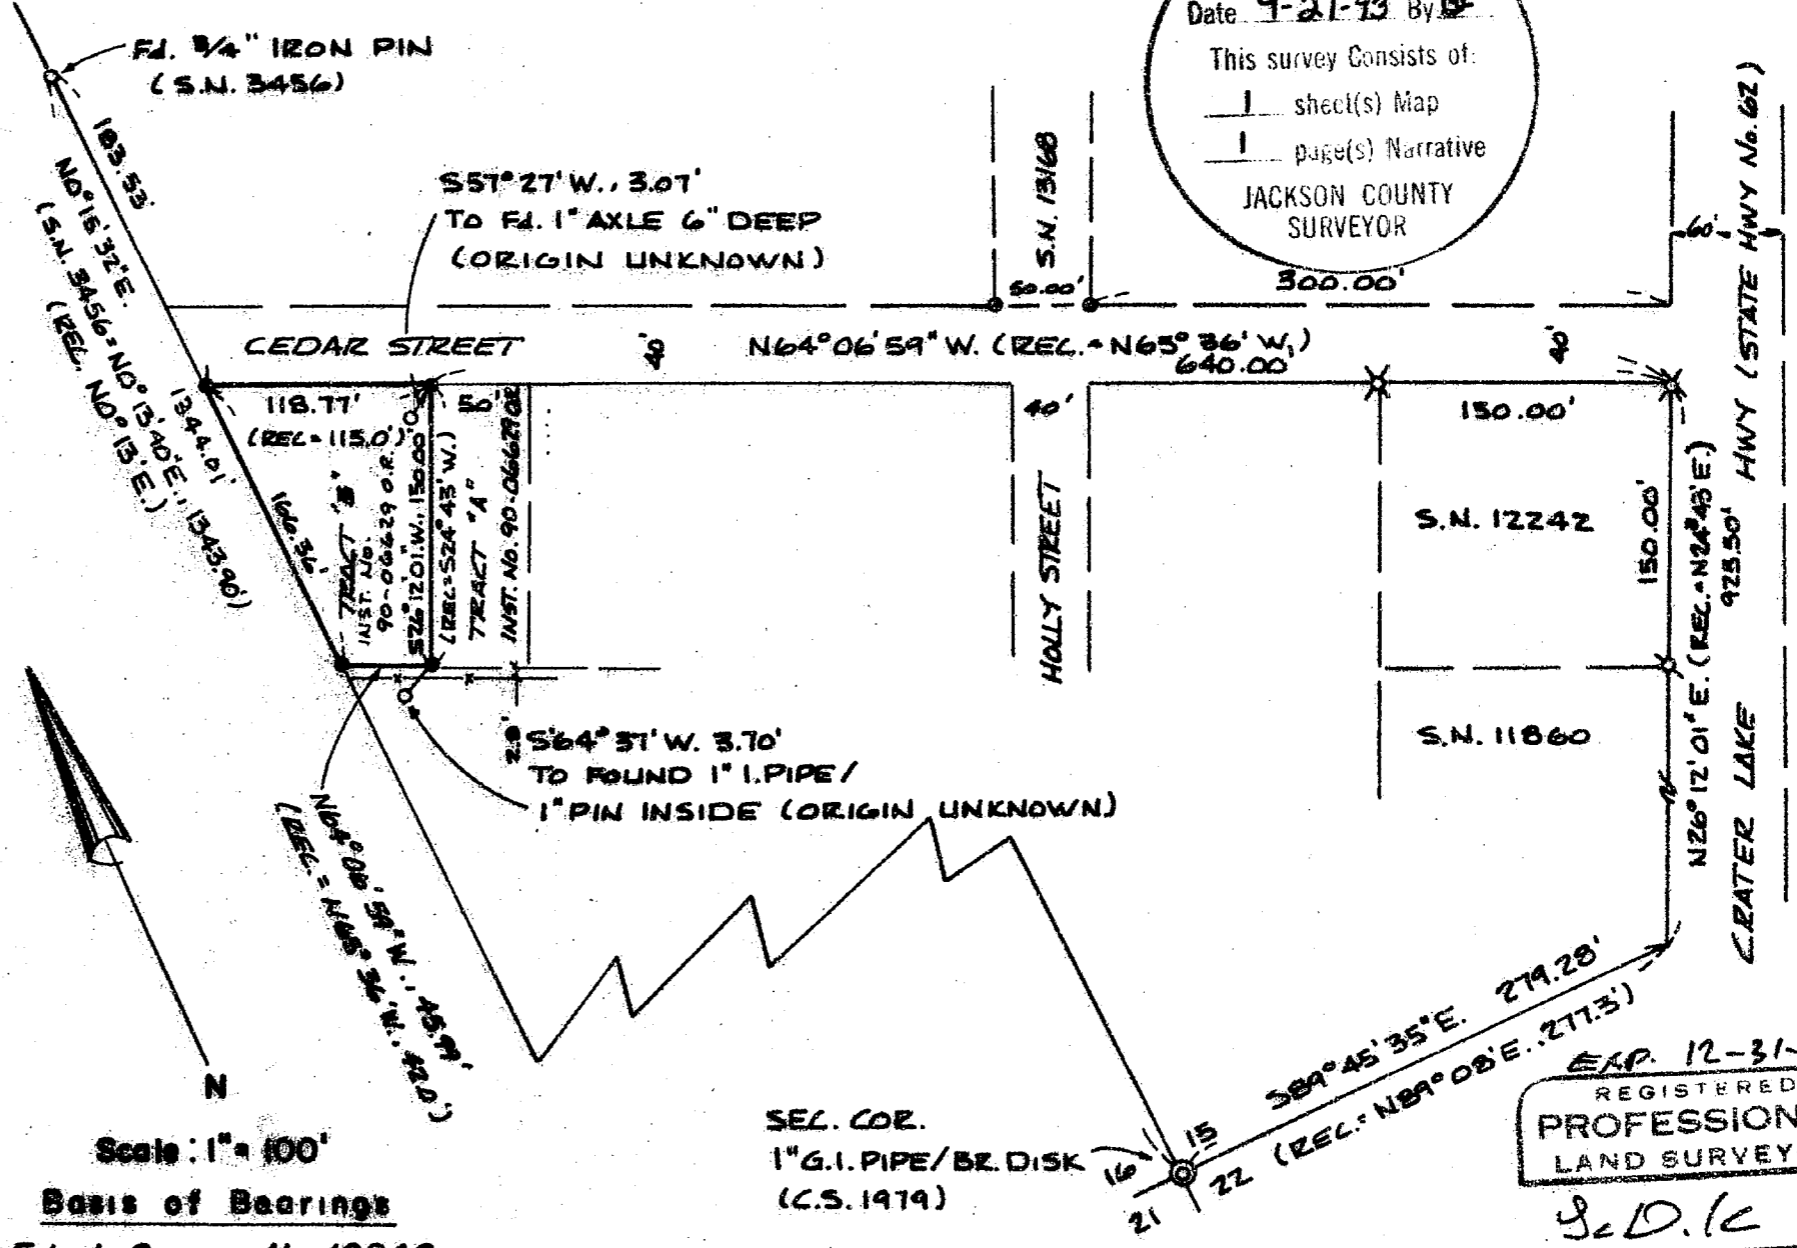 Date 9-21-93 By
This survey Consists of:
1 sheet(s) Map
1 page(s) Narrative
JACKSON COUNTY
SURVEYOR
Fd. 3/4" IRON PIN
(S.N. 3456)
183.53'
N0°15'32"E.
(S.N. 3456 = N0°13'40"E., 1343.90')
(REC. N0°13'E.)
1344.01'
166.36'
S57°27'W., 3.07'
TO Fd. 1" AXLE 6" DEEP
(ORIGIN UNKNOWN)
S.N. 13168
50.00'
300.00'
60'
CRATER LAKE HWY (STATE HWY No. 62)
CEDAR STREET
40'
N64°06'59"W. (REC. = N65°36'W.)
640.00'
40'
118.77'
(REC = 115.0')
50'
40'
150.00'
TRACT "B"
INST. No.
90-06629 O.R.
S26°12'01"W., 150.00'
(REC = S24°43'W.)
TRACT "A"
INST. No. 90-06629 OR
HOLLY STREET
S.N. 12242
150.00'
N26°12'01"E. (REC. = N24°43'E.)
923.50'
S.N. 11860
2.8'
S64°37'W. 3.70'
TO FOUND 1" I.PIPE/
1" PIN INSIDE (ORIGIN UNKNOWN)
N64°06'59"W., 45.99'
(REC. = N65°36'W., 42.0')
N
Scale: 1" = 100'
Basis of Bearings
SEC. COR.
1" G.I. PIPE/BR. DISK
(C.S. 1979)
16
15
21
22
S89°45'35"E. 279.28'
(REC. = N89°08'E., 277.3')
EXP. 12-31-
REGISTERED
PROFESSION
LAND SURVEY